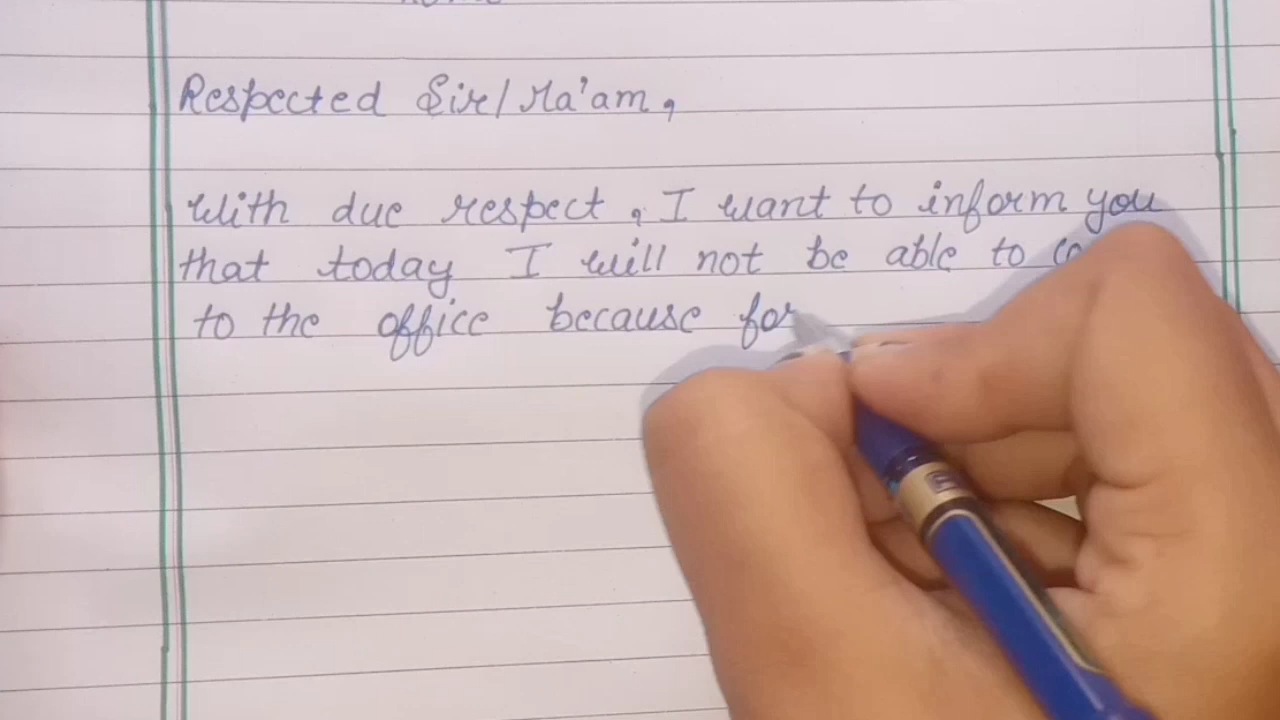 Respected Sir/Ma'am,
With due respect, I want to inform you
that today I will not be able to
to the office because for